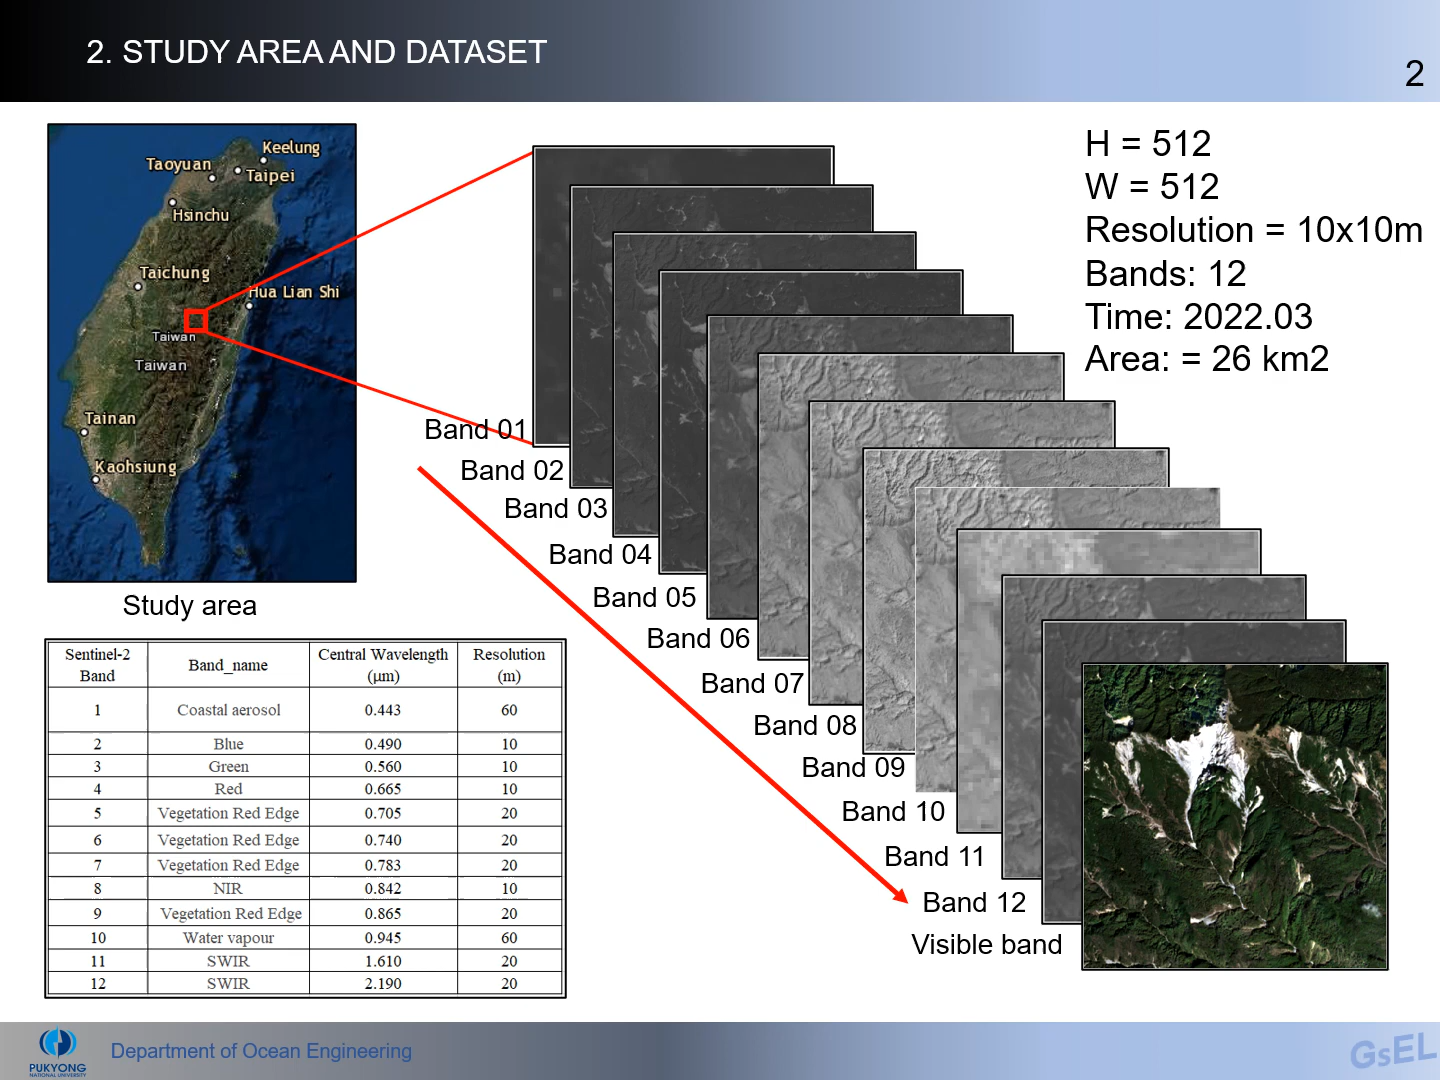 2. STUDY AREA AND DATASET
2
Keelung
Taoyuan
Taipei
Hsinchu
Taichung
Hua Lian Shi
Taiwan
Taiwan
Tainan
Kaohsiung
Study area
H = 512
W = 512
Resolution = 10x10m
Bands: 12
Time: 2022.03
Area: = 26 km2
Band 01
Band 02
Band 03
Band 04
Band 05
Band 06
Band 07
Band 08
Band 09
Band 10
Band 11
Band 12
Visible band
Sentinel-2 Band Band_name Central Wavelength (μm) Resolution (m)
1 Coastal aerosol 0.443 60
2 Blue 0.490 10
3 Green 0.560 10
4 Red 0.665 10
5 Vegetation Red Edge 0.705 20
6 Vegetation Red Edge 0.740 20
7 Vegetation Red Edge 0.783 20
8 NIR 0.842 10
9 Vegetation Red Edge 0.865 20
10 Water vapour 0.945 60
11 SWIR 1.610 20
12 SWIR 2.190 20
PUKYONG
NATIONAL UNIVERSITY
Department of Ocean Engineering
GsEL